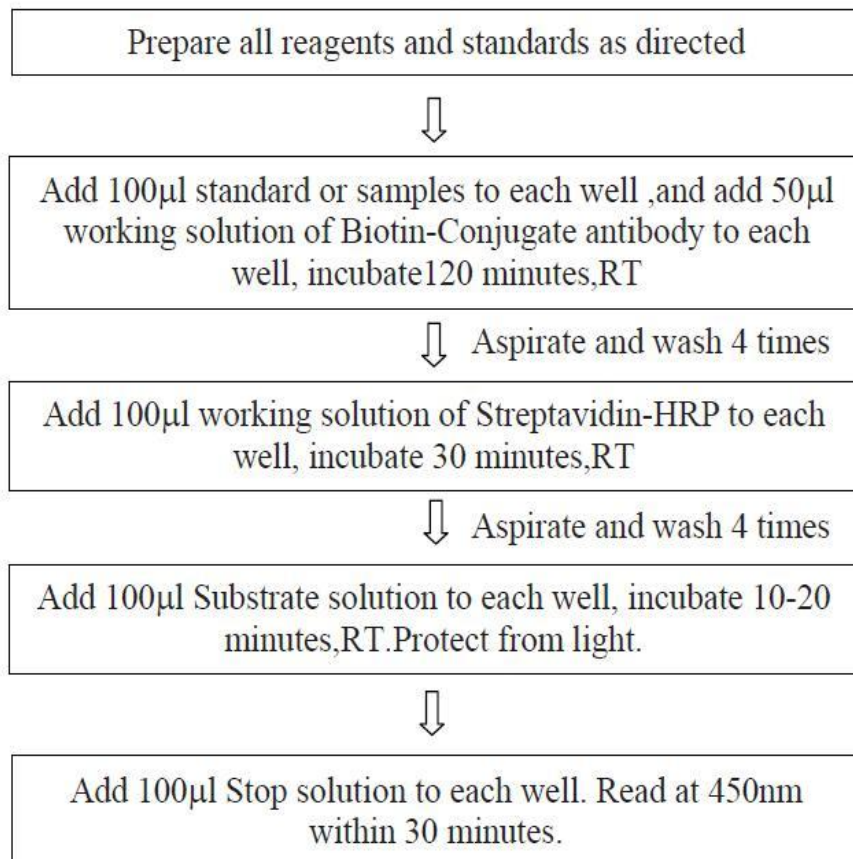 Prepare all reagents and standards as directed
Add 100μl standard or samples to each well ,and add 50μl
working solution of Biotin-Conjugate antibody to each
well, incubate120 minutes,RT
Aspirate and wash 4 times
Add 100μl working solution of Streptavidin-HRP to each
well, incubate 30 minutes,RT
Aspirate and wash 4 times
Add 100μl Substrate solution to each well, incubate 10-20
minutes,RT.Protect from light.
Add 100μl Stop solution to each well. Read at 450nm
within 30 minutes.